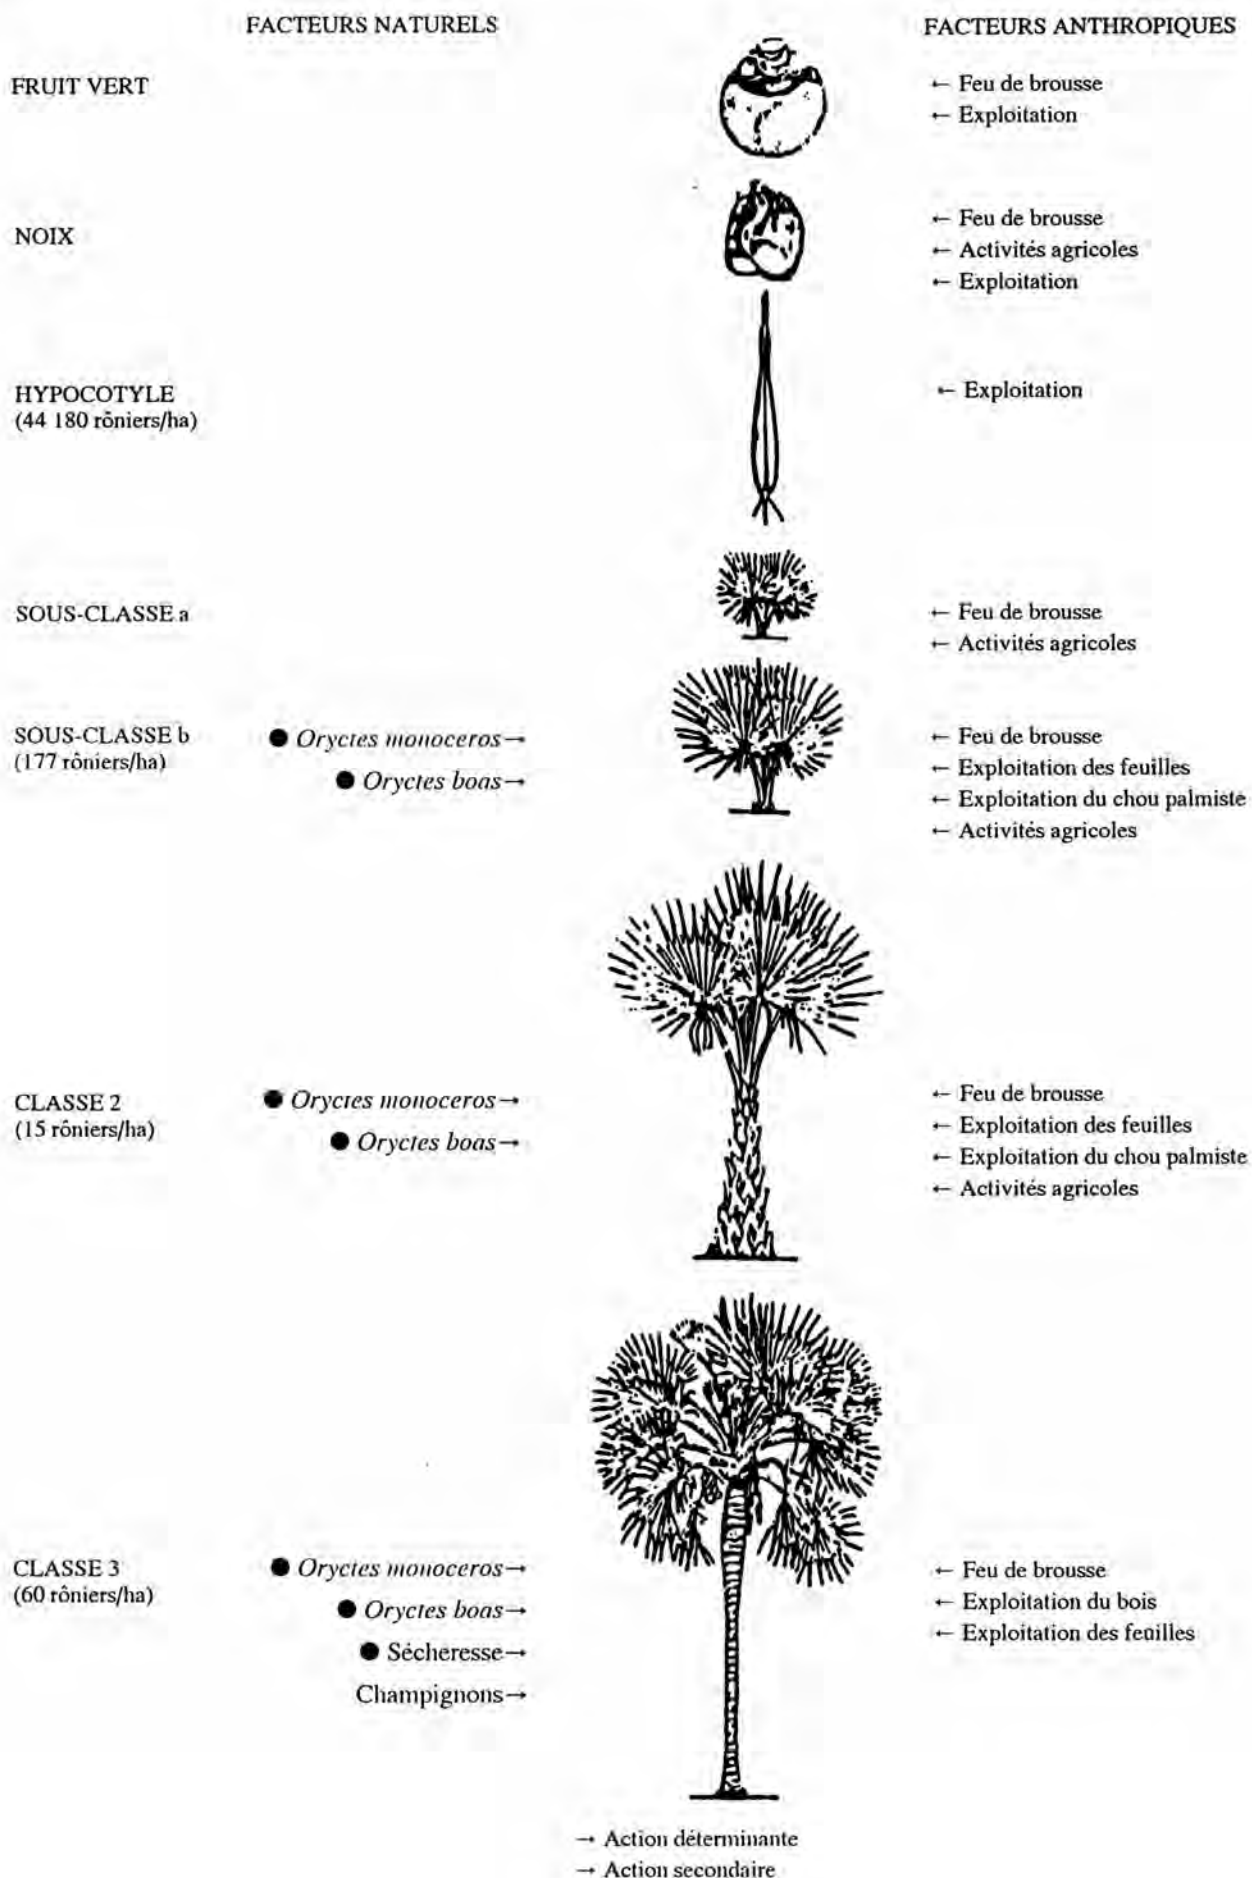 FACTEURS NATURELS
FACTEURS ANTHROPIQUES
FRUIT VERT
← Feu de brousse
← Exploitation
NOIX
← Feu de brousse
← Activités agricoles
← Exploitation
HYPOCOTYLE
(44 180 rôniers/ha)
← Exploitation
SOUS-CLASSE a
← Feu de brousse
← Activités agricoles
SOUS-CLASSE b
(177 rôniers/ha)
● Oryctes monoceros→
● Oryctes boas→
← Feu de brousse
← Exploitation des feuilles
← Exploitation du chou palmiste
← Activités agricoles
CLASSE 2
(15 rôniers/ha)
● Oryctes monoceros→
● Oryctes boas→
← Feu de brousse
← Exploitation des feuilles
← Exploitation du chou palmiste
← Activités agricoles
CLASSE 3
(60 rôniers/ha)
● Oryctes monoceros→
● Oryctes boas→
● Sécheresse→
Champignons→
← Feu de brousse
← Exploitation du bois
← Exploitation des feuilles
→ Action déterminante
→ Action secondaire